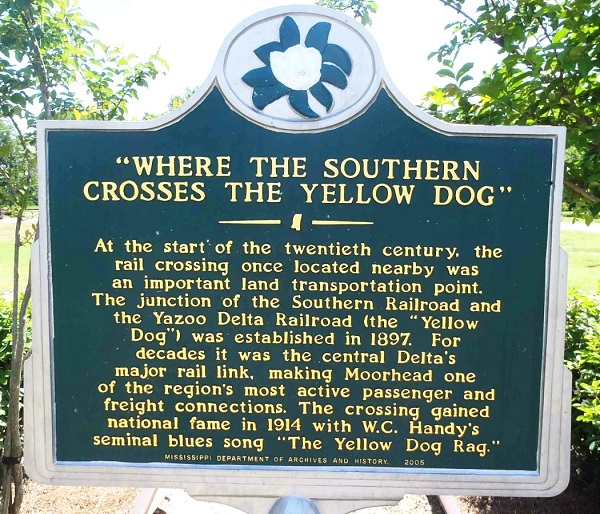 "WHERE THE SOUTHERN
CROSSES THE YELLOW DOG"
At the start of the twentieth century, the
rail crossing once located nearby was
an important land transportation point.
The junction of the Southern Railroad and
the Yazoo Delta Railroad (the "Yellow
Dog") was established in 1897. For
decades it was the central Delta's
major rail link, making Moorhead one
of the region's most active passenger and
freight connections. The crossing gained
national fame in 1914 with W.C. Handy's
seminal blues song "The Yellow Dog Rag."
MISSISSIPPI DEPARTMENT OF ARCHIVES AND HISTORY. 2005